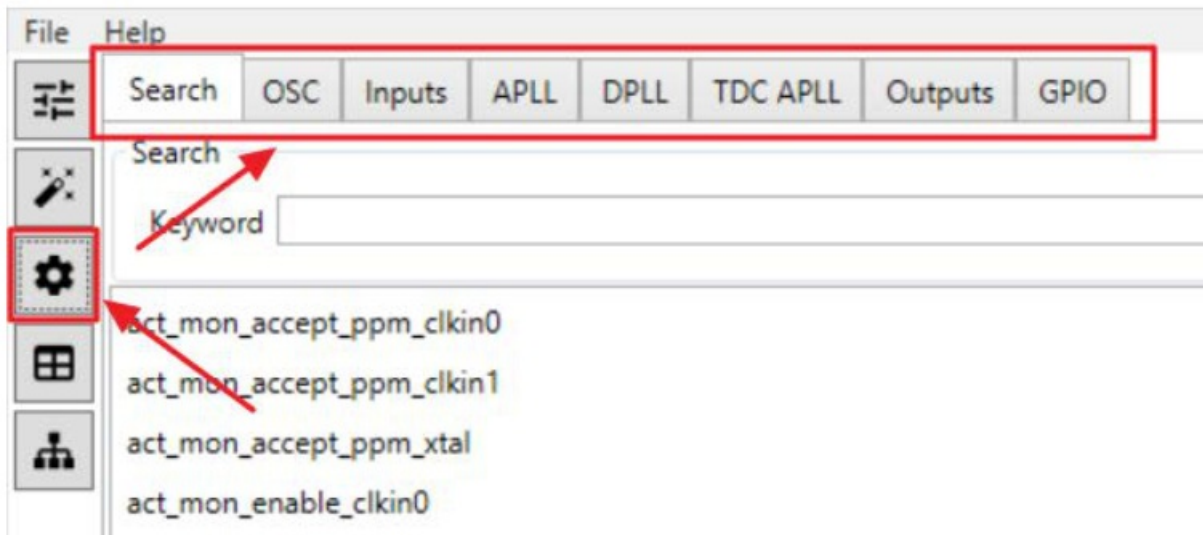 File Help
Search OSC Inputs APLL DPLL TDC APLL Outputs GPIO
Search
Keyword
act_mon_accept_ppm_clkin0
act_mon_accept_ppm_clkin1
act_mon_accept_ppm_xtal
act_mon_enable_clkin0